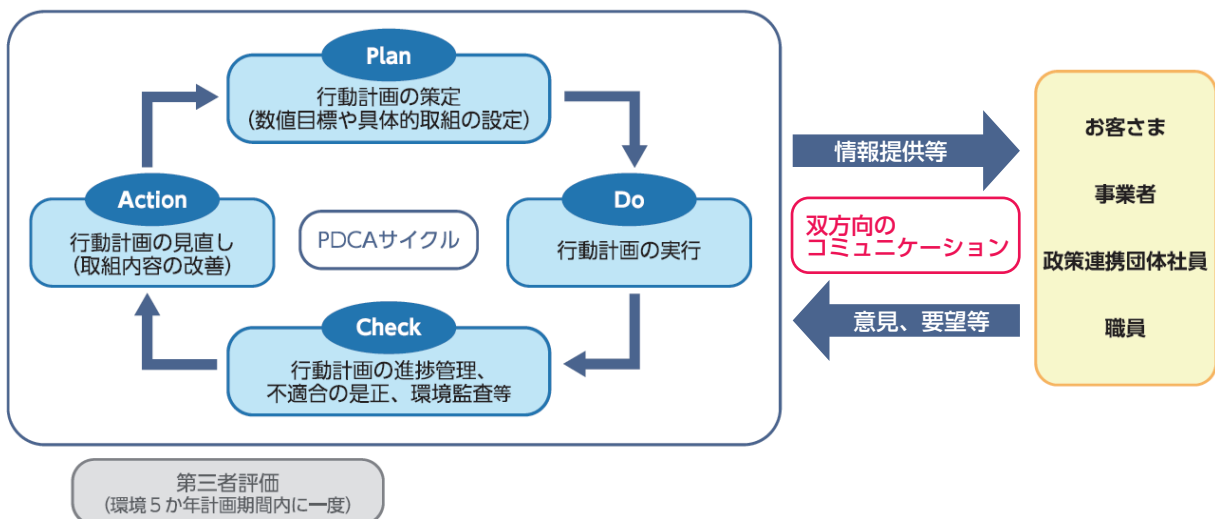 Plan
行動計画の策定
(数値目標や具体的取組の設定)
Action
行動計画の見直し
(取組内容の改善)
PDCAサイクル
Do
行動計画の実行
Check
行動計画の進捗管理、
不適合の是正、環境監査等
情報提供等
双方向の
コミュニケーション
意見、要望等
お客さま
事業者
政策連携団体社員
職員
第三者評価
(環境5か年計画期間内に一度)